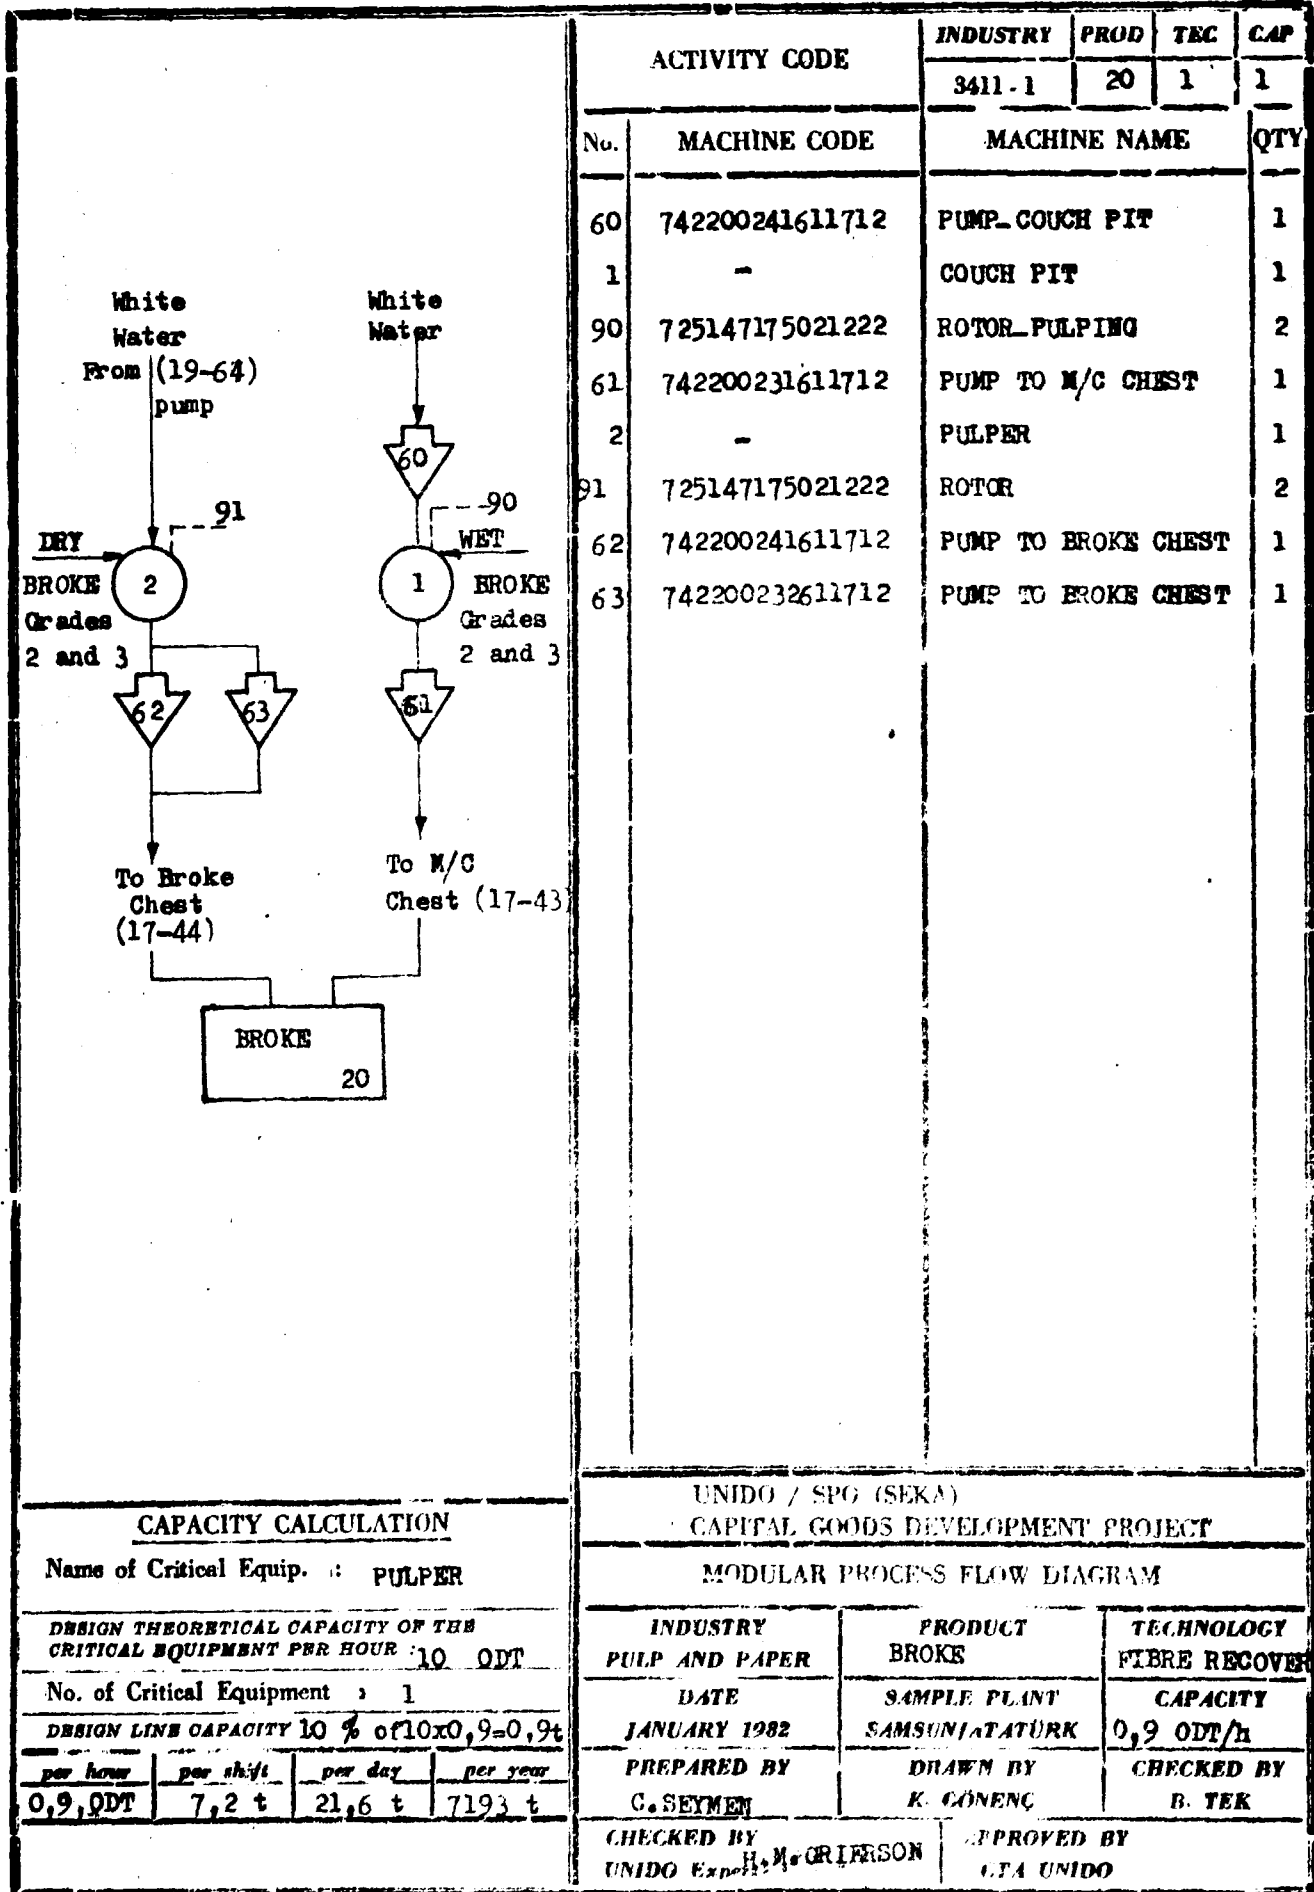 ACTIVITY CODE
INDUSTRY PROD TEC CAP
3411 - 1 20 1 1
No. MACHINE CODE MACHINE NAME QTY
60 742200241611712 PUMP-COUCH PIT 1
1 - COUCH PIT 1
90 725147175021222 ROTOR-PULPING 2
61 742200231611712 PUMP TO M/C CHEST 1
2 - PULPER 1
91 725147175021222 ROTOR 2
62 742200241611712 PUMP TO BROKE CHEST 1
63 742200232611712 PUMP TO BROKE CHEST 1
White
Water
From (19-64)
pump
White
Water
60
91
90
DRY
BROKE
Grades
2 and 3
2
WET
BROKE
Grades
2 and 3
1
62
63
61
To Broke
Chest
(17-44)
To M/C
Chest (17-43)
BROKE
20
CAPACITY CALCULATION
Name of Critical Equip. : PULPER
DESIGN THEORETICAL CAPACITY OF THE
CRITICAL EQUIPMENT PER HOUR : 10 ODT
No. of Critical Equipment : 1
DESIGN LINE CAPACITY 10 % of 10x0,9=0,9t
per hour per shift per day per year
0,9,ODT 7,2 t 21,6 t 7193 t
UNIDO / SPO (SEKA)
CAPITAL GOODS DEVELOPMENT PROJECT
MODULAR PROCESS FLOW DIAGRAM
INDUSTRY PRODUCT TECHNOLOGY
PULP AND PAPER BROKE FIBRE RECOVER
DATE SAMPLE PLANT CAPACITY
JANUARY 1982 SAMSUN/ATATÜRK 0,9 ODT/h
PREPARED BY DRAWN BY CHECKED BY
C.SEYMEN K. GÖNENÇ B. TEK
CHECKED BY
UNIDO Expert H.M. GRIERSON
APPROVED BY
CTA UNIDO